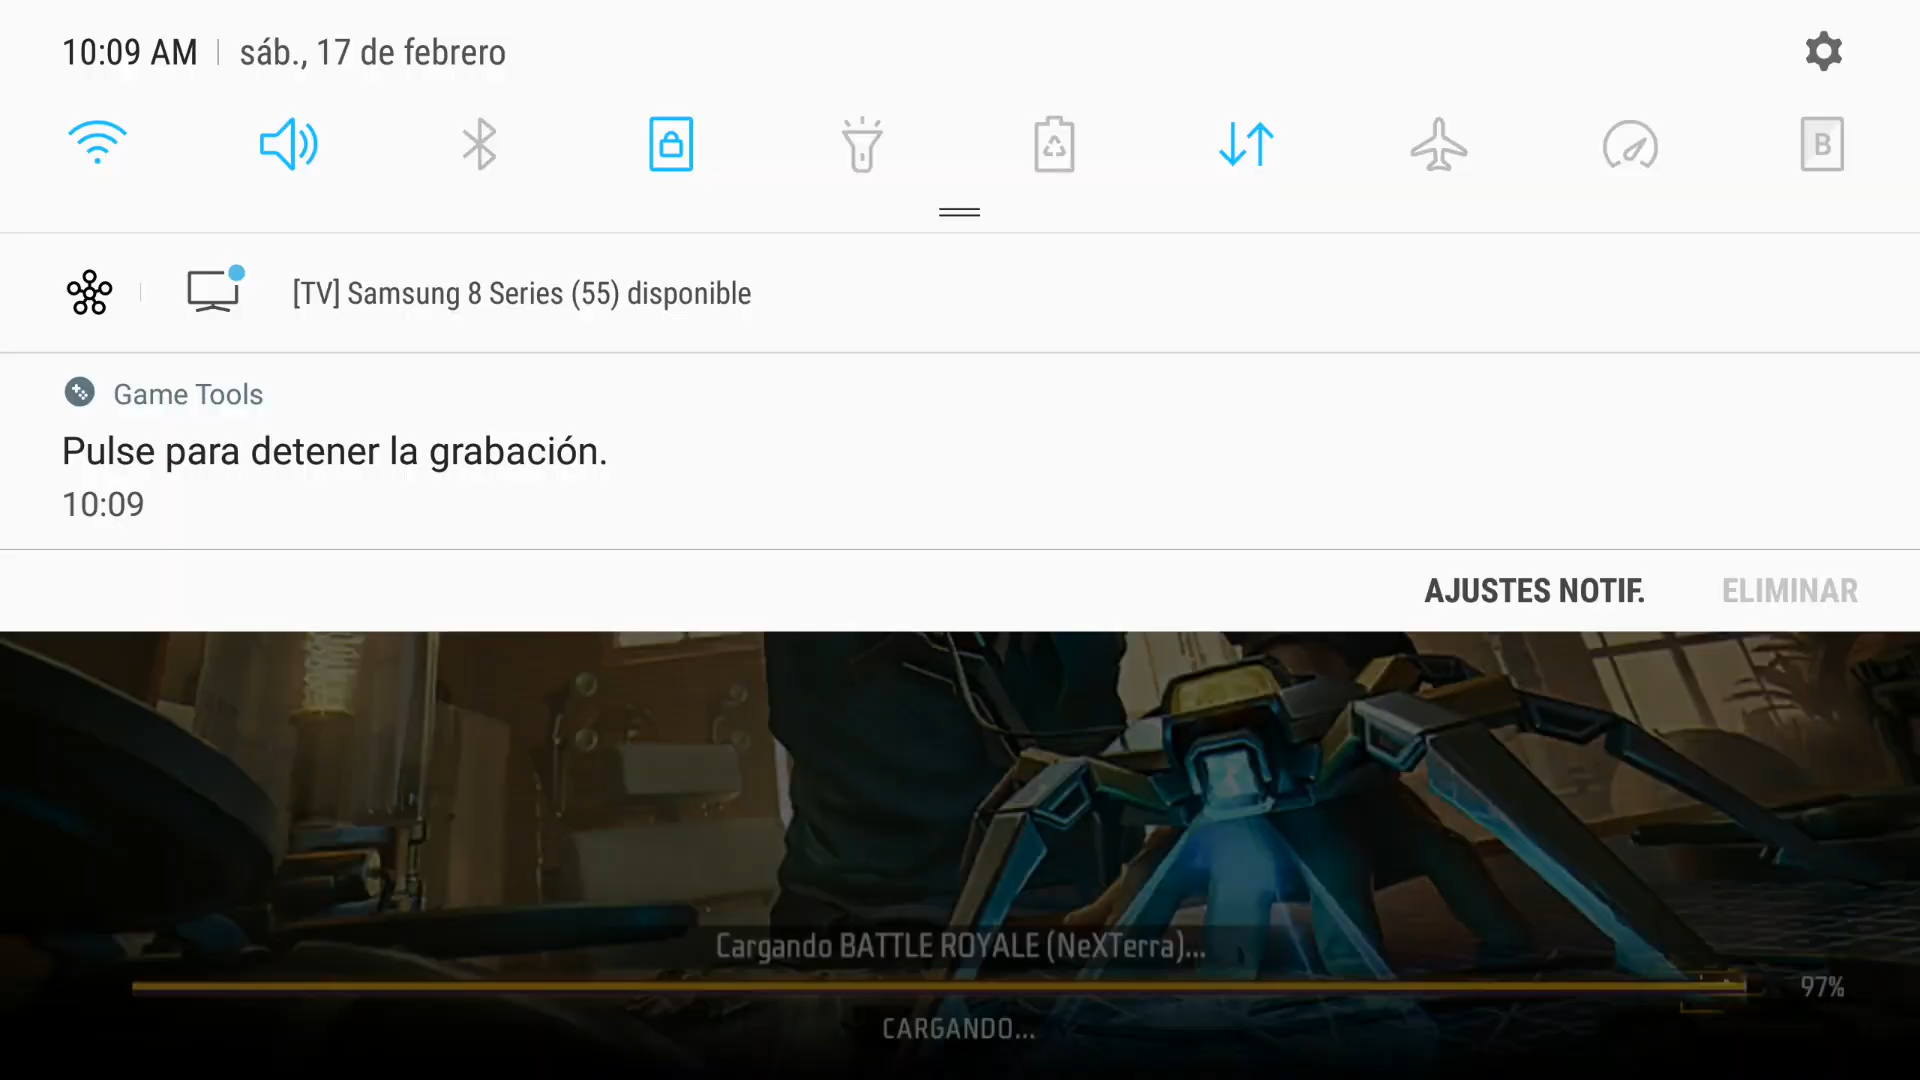 10:09 AM | sáb., 17 de febrero
B
[TV] Samsung 8 Series (55) disponible
Game Tools
Pulse para detener la grabación.
10:09
AJUSTES NOTIF. ELIMINAR
Cargando BATTLE ROYALE (NeXTerra)...
97%
CARGANDO...